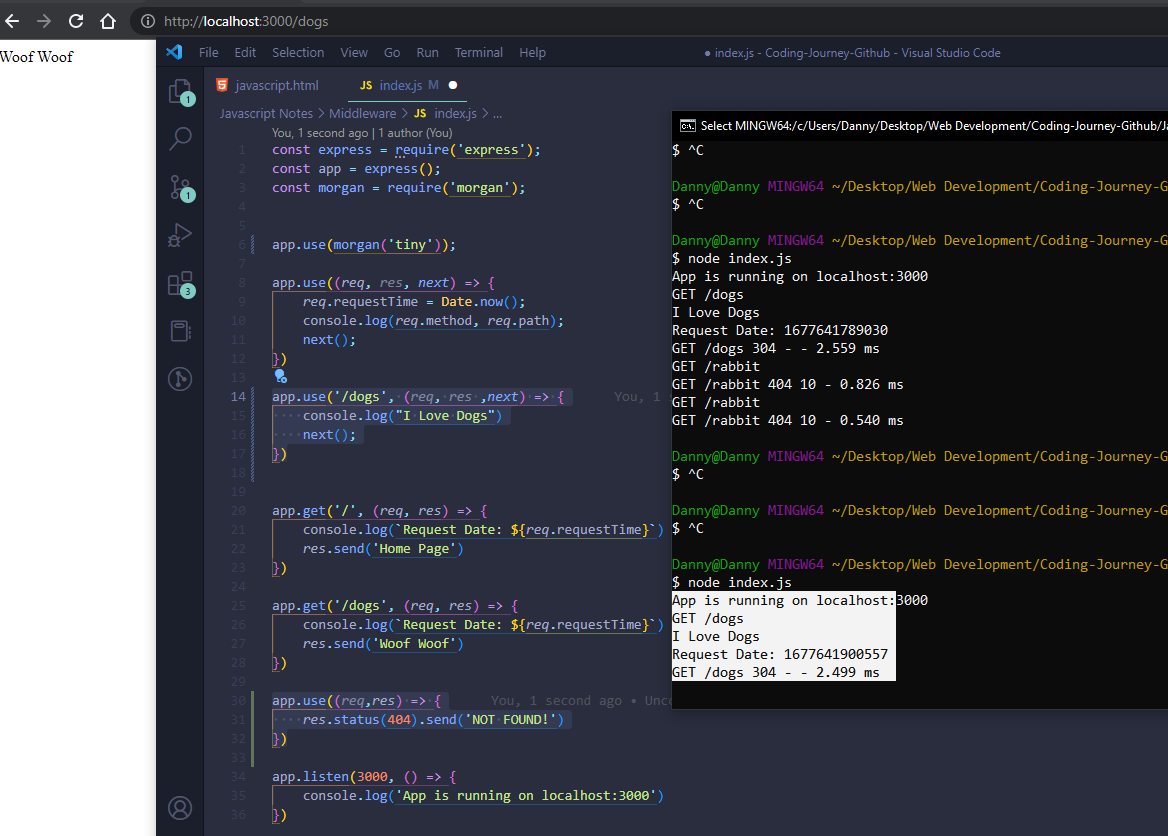 http://localhost:3000/dogs
Woof Woof
File Edit Selection View Go Run Terminal Help
● index.js - Coding-Journey-Github - Visual Studio Code
javascript.html
JS index.js M ●
Javascript Notes > Middleware > JS index.js > ...
You, 1 second ago | 1 author (You)
1 const express = require('express');
2 const app = express();
3 const morgan = require('morgan');
4
5
6 app.use(morgan('tiny'));
7
8 app.use((req, res, next) => {
9 req.requestTime = Date.now();
10 console.log(req.method, req.path);
11 next();
12 })
13
14 app.use('/dogs', (req, res ,next) => { You, 1 s
15 console.log("I Love Dogs")
16 next();
17 })
18
19
20 app.get('/', (req, res) => {
21 console.log(`Request Date: ${req.requestTime}`)
22 res.send('Home Page')
23 })
24
25 app.get('/dogs', (req, res) => {
26 console.log(`Request Date: ${req.requestTime}`)
27 res.send('Woof Woof')
28 })
29
30 app.use((req,res) => { You, 1 second ago • Unco
31 res.status(404).send('NOT FOUND!')
32 })
33
34 app.listen(3000, () => {
35 console.log('App is running on localhost:3000')
36 })
1
1
3
Select MINGW64:/c/Users/Danny/Desktop/Web Development/Coding-Journey-Github/Ja
$ ^C
Danny@Danny MINGW64 ~/Desktop/Web Development/Coding-Journey-G
$ ^C
Danny@Danny MINGW64 ~/Desktop/Web Development/Coding-Journey-G
$ node index.js
App is running on localhost:3000
GET /dogs
I Love Dogs
Request Date: 1677641789030
GET /dogs 304 - - 2.559 ms
GET /rabbit
GET /rabbit 404 10 - 0.826 ms
GET /rabbit
GET /rabbit 404 10 - 0.540 ms
Danny@Danny MINGW64 ~/Desktop/Web Development/Coding-Journey-G
$ ^C
Danny@Danny MINGW64 ~/Desktop/Web Development/Coding-Journey-G
$ ^C
Danny@Danny MINGW64 ~/Desktop/Web Development/Coding-Journey-G
$ node index.js
App is running on localhost:3000
GET /dogs
I Love Dogs
Request Date: 1677641900557
GET /dogs 304 - - 2.499 ms